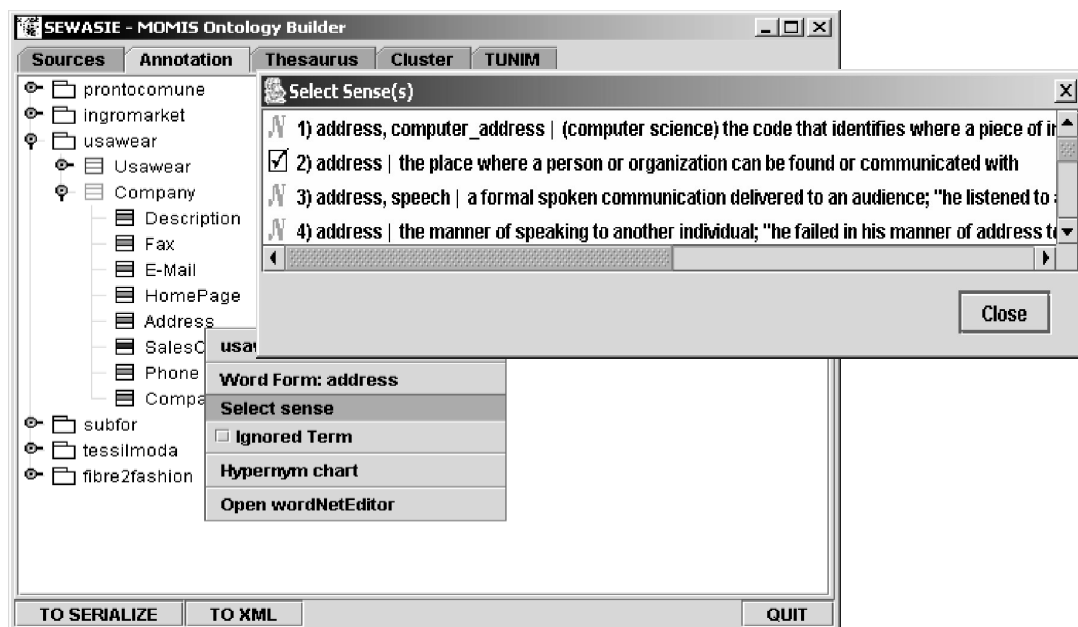 SEWASIE - MOMIS Ontology Builder
Sources Annotation Thesaurus Cluster TUNIM
prontocomune
ingromarket
usawear
Usawear
Company
Description
Fax
E-Mail
HomePage
Address
SalesC
Phone
Compa
subfor
tessilmoda
fibre2fashion
Select Sense(s)
1) address, computer_address | (computer science) the code that identifies where a piece of
2) address | the place where a person or organization can be found or communicated with
3) address, speech | a formal spoken communication delivered to an audience; "he listened to
4) address | the manner of speaking to another individual; "he failed in his manner of address
Close
Word Form: address
Select sense
Ignored Term
Hypernym chart
Open wordNetEditor
TO SERIALIZE TO XML QUIT